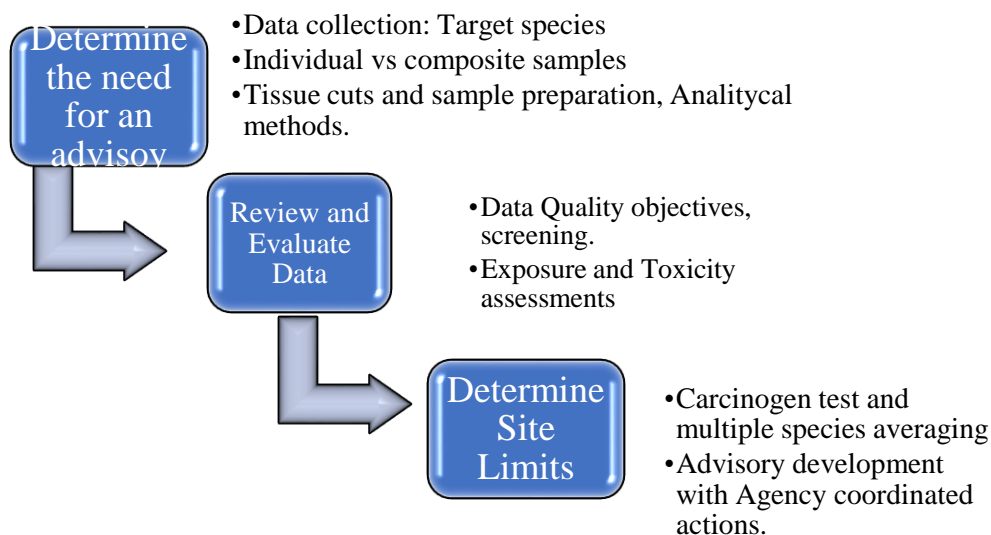 Determine
the need
for an
advisoy
•Data collection: Target species
•Individual vs composite samples
•Tissue cuts and sample preparation, Analitycal
methods.
Review and
Evaluate
Data
•Data Quality objectives,
screening.
•Exposure and Toxicity
assessments
Determine
Site
Limits
•Carcinogen test and
multiple species averaging
•Advisory development
with Agency coordinated
actions.